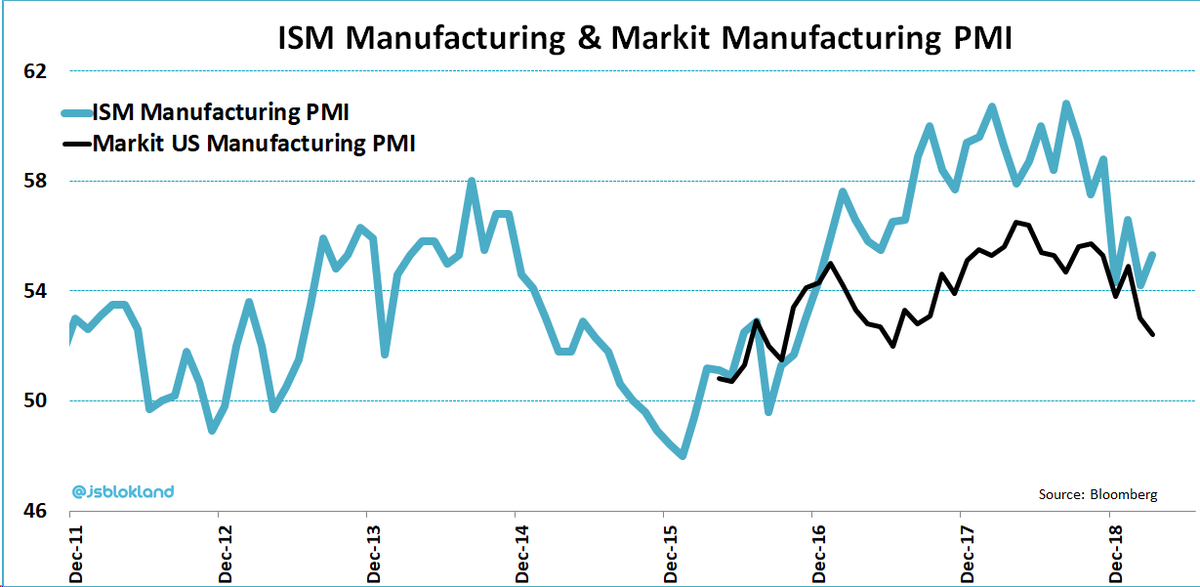 ISM Manufacturing & Markit Manufacturing PMI
62
ISM Manufacturing PMI
Markit US Manufacturing PMI
58
54
50
@jsblokland
Source: Bloomberg
46
Dec-11
Dec-12
Dec-13
Dec-14
Dec-15
Dec-16
Dec-17
Dec-18